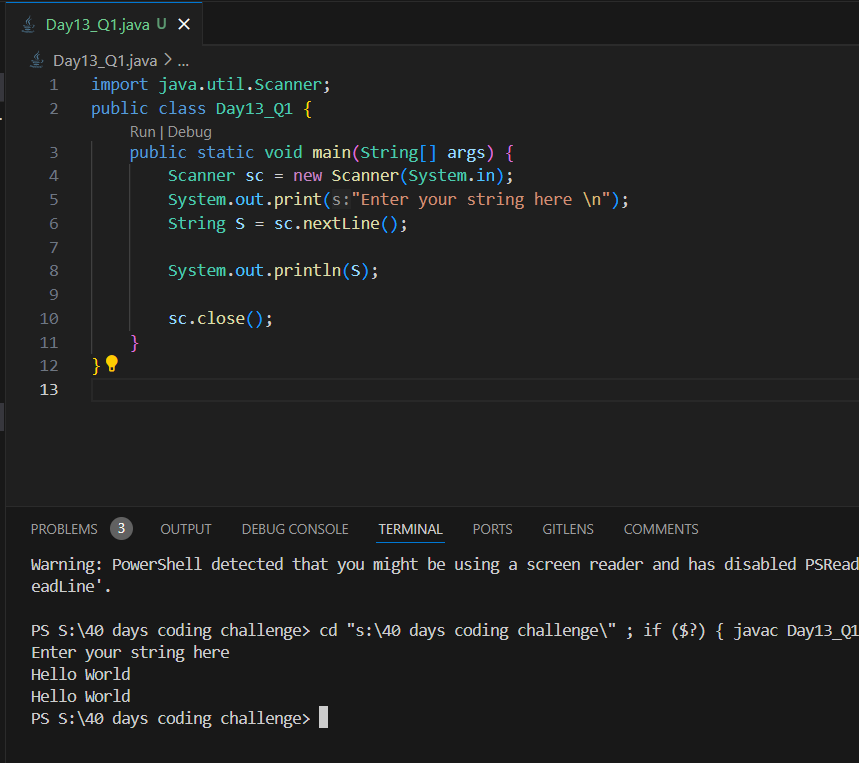 Day13_Q1.java U
Day13_Q1.java > ...
1 import java.util.Scanner;
2 public class Day13_Q1 {
Run | Debug
3 public static void main(String[] args) {
4 Scanner sc = new Scanner(System.in);
5 System.out.print(s:"Enter your string here \n");
6 String S = sc.nextLine();
7
8 System.out.println(S);
9
10 sc.close();
11 }
12 }
13
PROBLEMS 3 OUTPUT DEBUG CONSOLE TERMINAL PORTS GITLENS COMMENTS
Warning: PowerShell detected that you might be using a screen reader and has disabled PSRead
eadLine'.
PS S:\40 days coding challenge> cd "s:\40 days coding challenge\" ; if ($?) { javac Day13_Q1
Enter your string here
Hello World
Hello World
PS S:\40 days coding challenge>